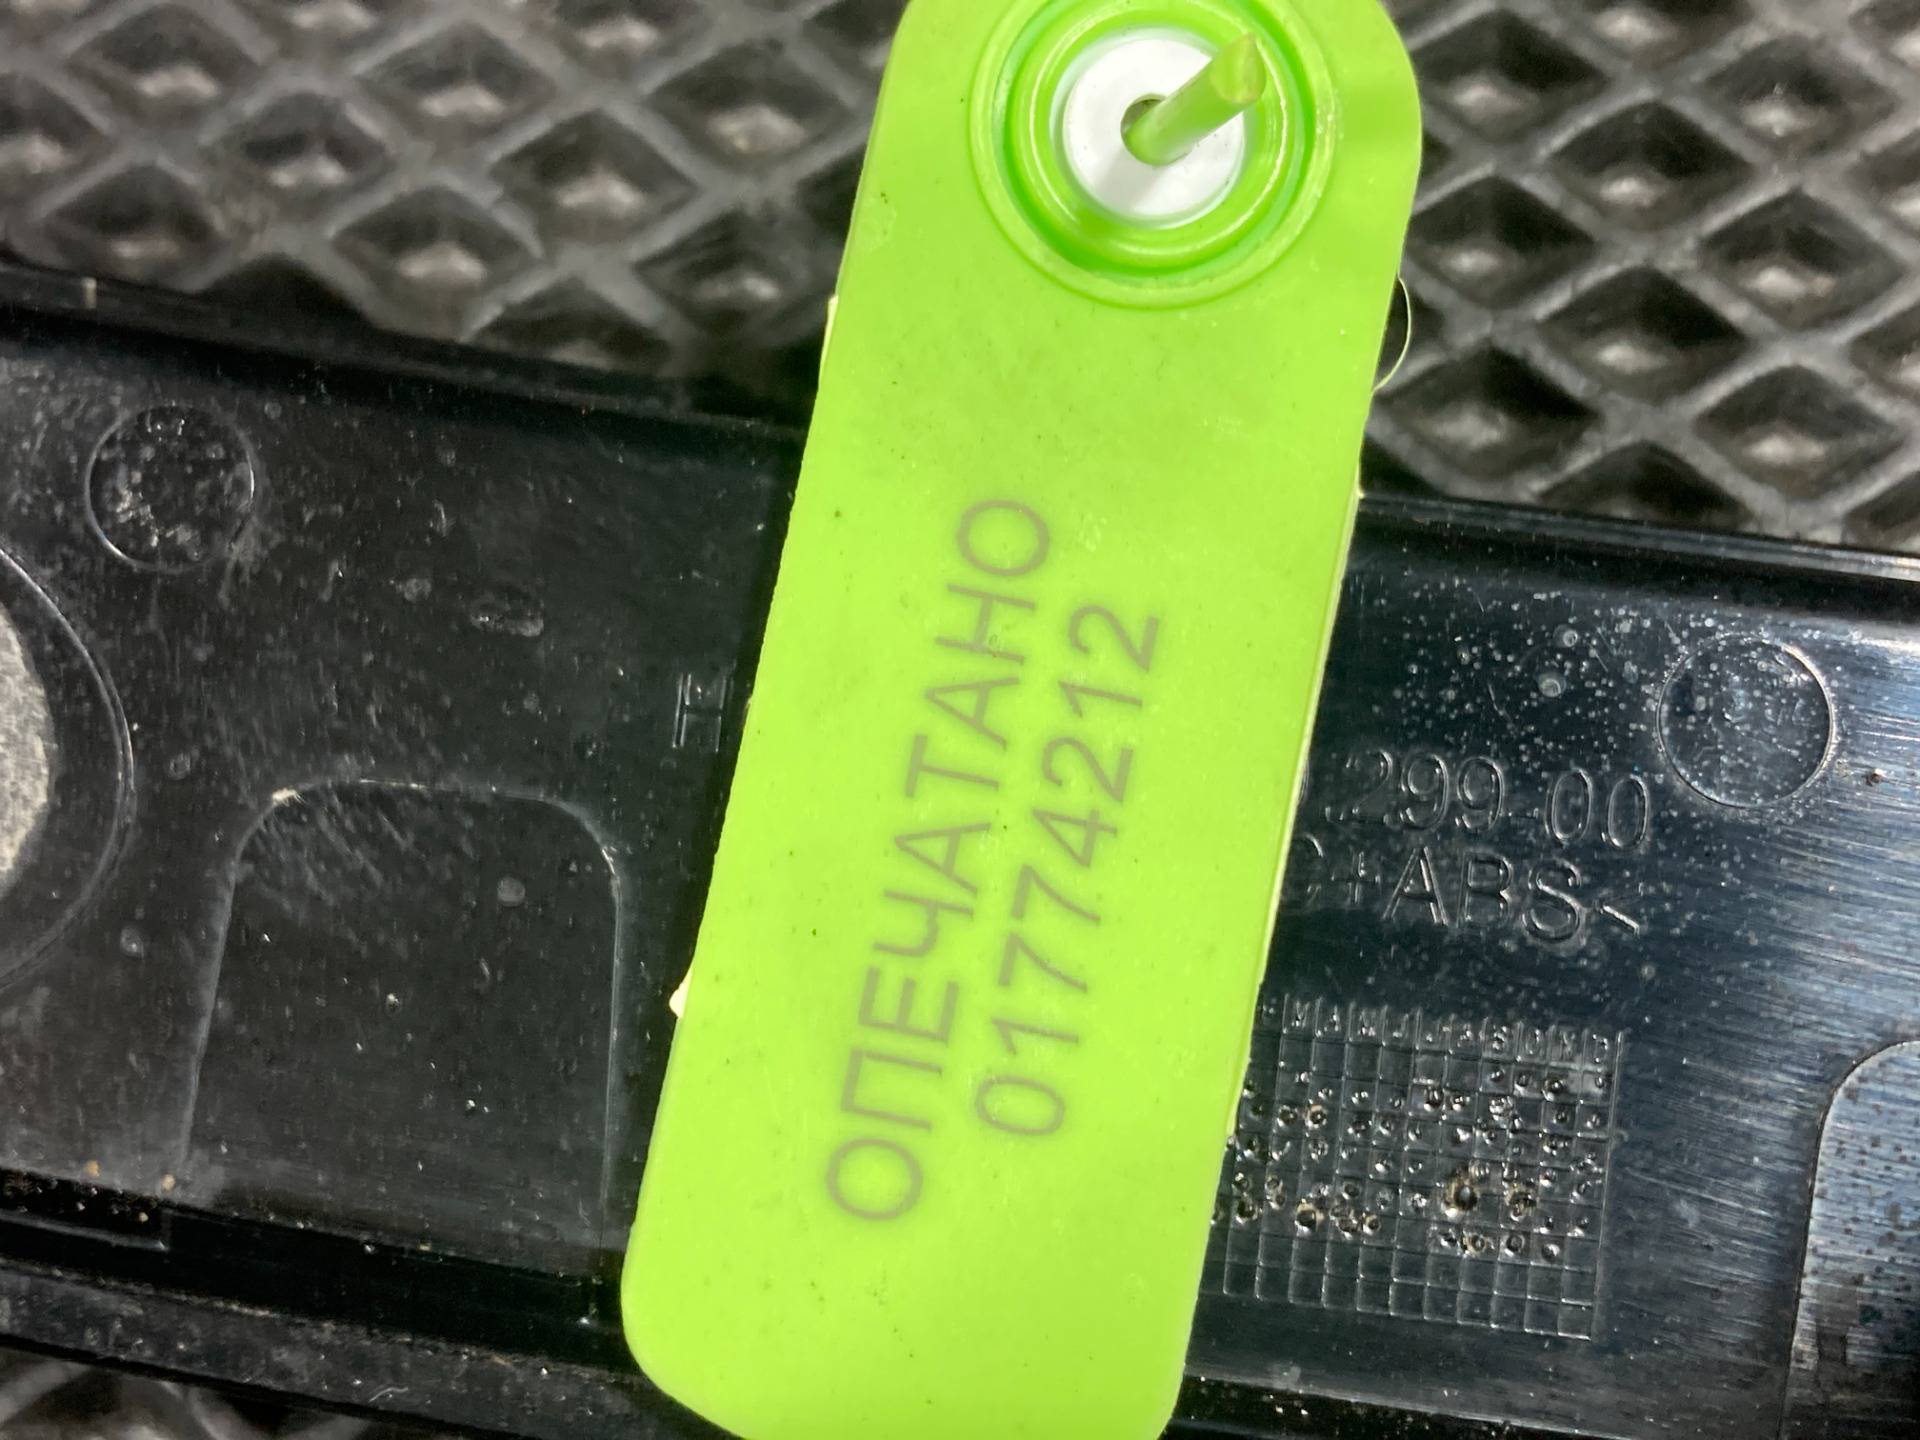 ОПЕЧАТАНО
01774212
H
299-00
+ABS<
M A M J J A S O N D